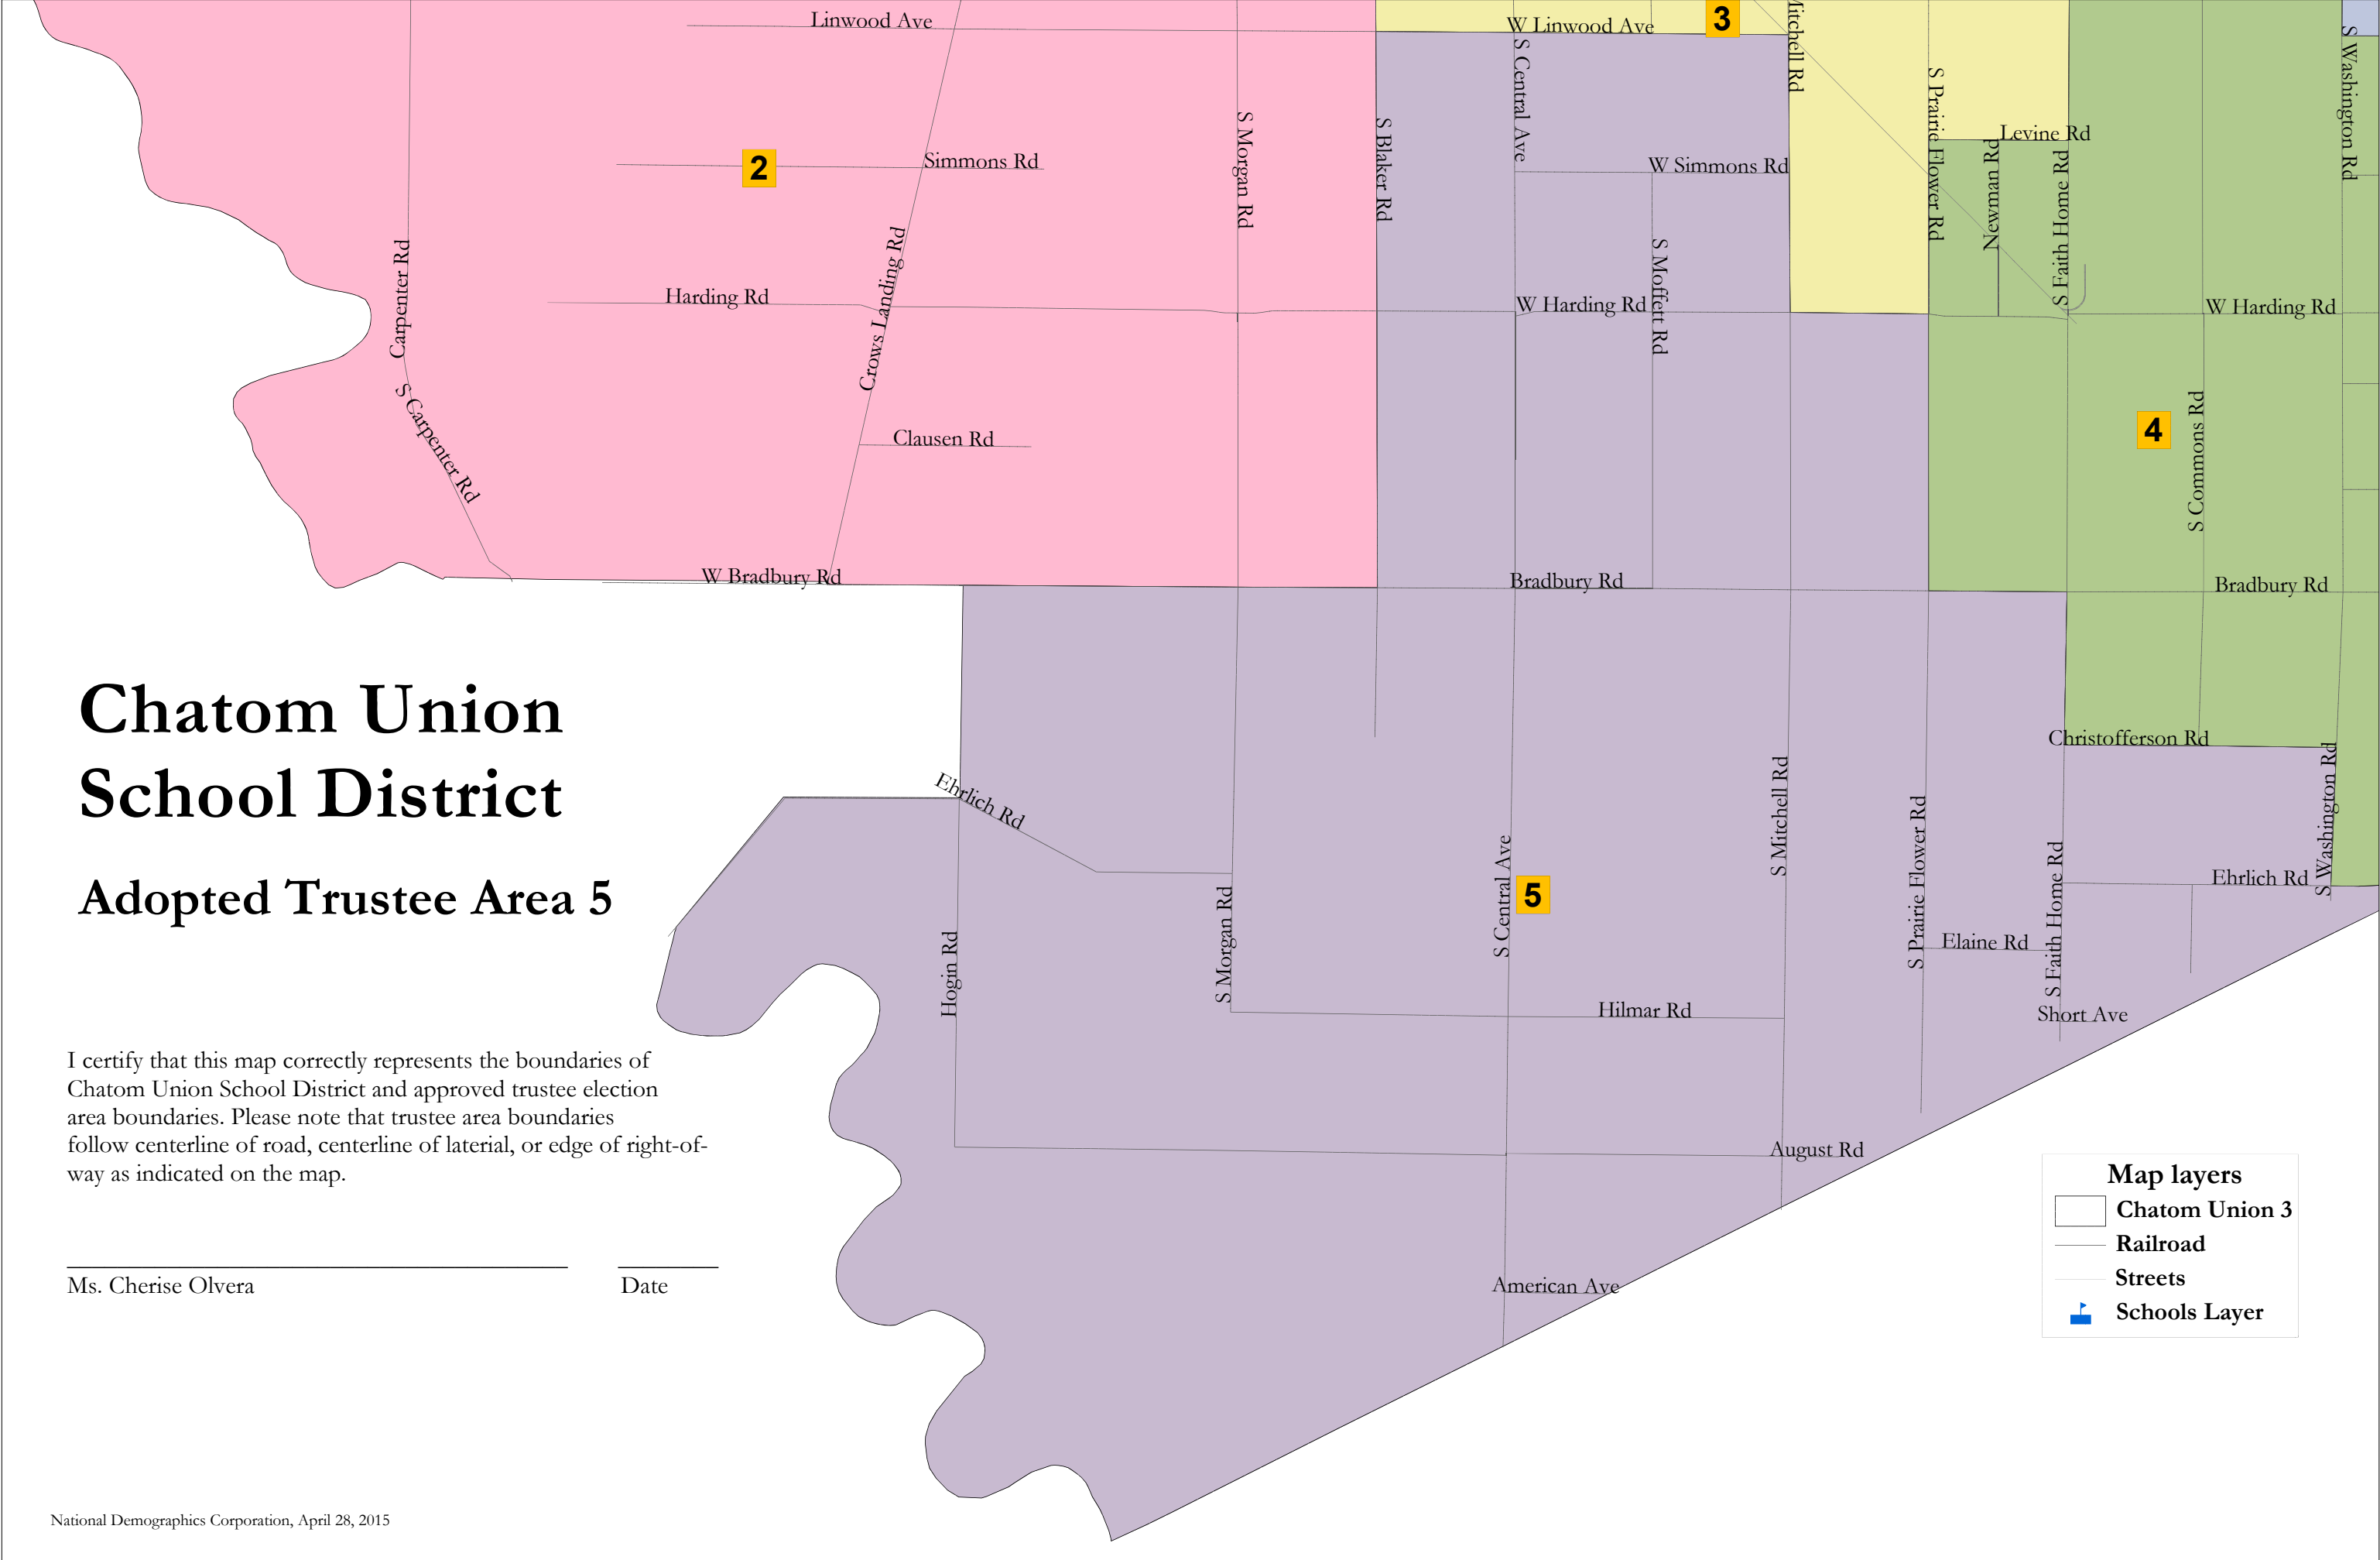 Linwood Ave
W Linwood Ave
3
Mitchell Rd
S Central Ave
S Washington Rd
S Prairie Flower Rd
Levine Rd
2
Simmons Rd
W Simmons Rd
S Morgan Rd
S Blaker Rd
Newman Rd
S Faith Home Rd
Carpenter Rd
Crows Landing Rd
S Moffett Rd
Harding Rd
W Harding Rd
W Harding Rd
S Carpenter Rd
Clausen Rd
4
S Commons Rd
W Bradbury Rd
Bradbury Rd
Bradbury Rd
Chatom Union
School District
Adopted Trustee Area 5
Christofferson Rd
S Washington Rd
Ehrlich Rd
S Mitchell Rd
S Prairie Flower Rd
S Central Ave
5
S Faith Home Rd
Ehrlich Rd
Hogin Rd
S Morgan Rd
Elaine Rd
Hilmar Rd
Short Ave
I certify that this map correctly represents the boundaries of
Chatom Union School District and approved trustee election
area boundaries. Please note that trustee area boundaries
follow centerline of road, centerline of laterial, or edge of right-of-
way as indicated on the map.
August Rd
American Ave
Ms. Cherise Olvera
Date
Map layers
Chatom Union 3
Railroad
Streets
Schools Layer
National Demographics Corporation, April 28, 2015